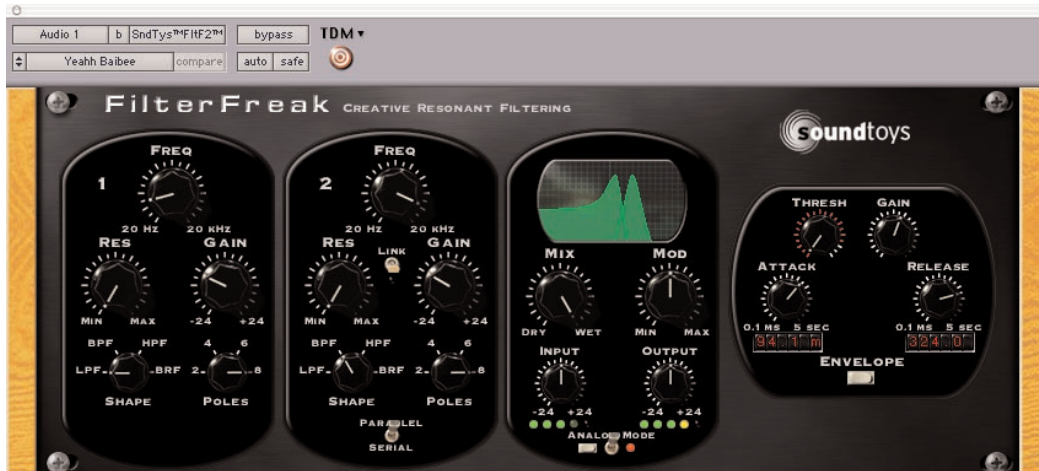 Audio 1 b SndTys™FltF2™ bypass TDM
Yeahh Baibee compare auto safe
FilterFreak Creative Resonant Filtering
soundtoys
1 Freq
20 Hz 20 kHz
Res Gain
Min Max -24 +24
BPF HPF 4 6
LPF BRF 2 8
Shape Poles
2 Freq
20 Hz 20 kHz
Res Link Gain
Min Max -24 +24
BPF HPF 4 6
LPF BRF 2 8
Shape Poles
Parallel
Serial
Mix Mod
Dry Wet Min Max
Input Output
-24 +24 -24 +24
Analog Mode
Thresh Gain
Attack Release
0.1 ms 5 sec 0.1 ms 5 sec
94.1 m 324.0
Envelope